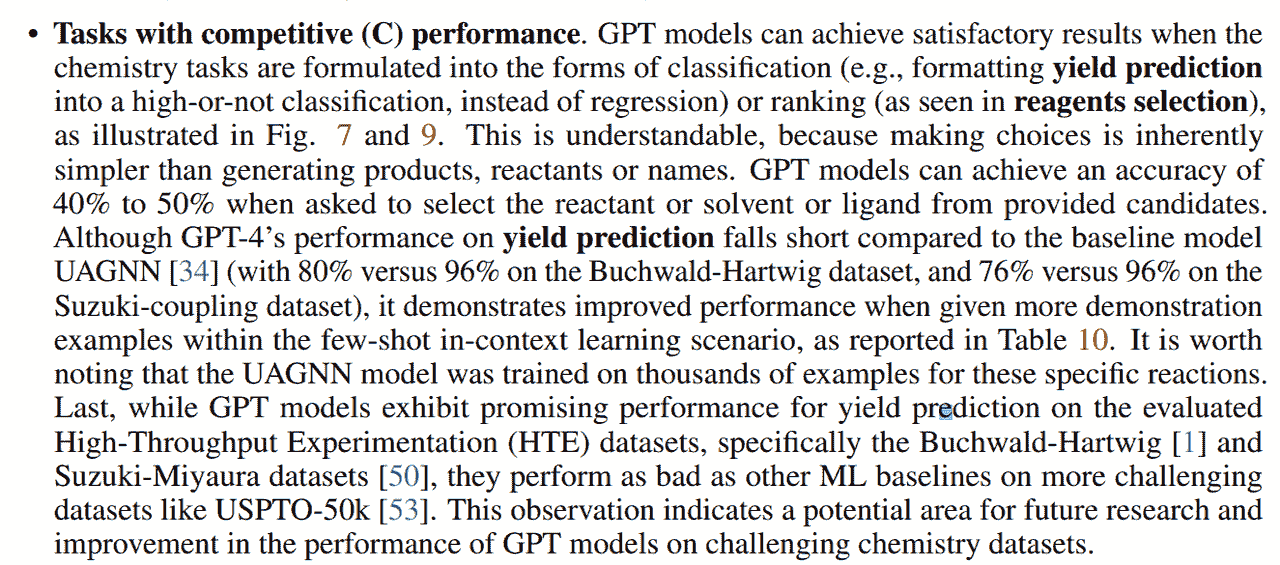 • Tasks with competitive (C) performance. GPT models can achieve satisfactory results when the
chemistry tasks are formulated into the forms of classification (e.g., formatting yield prediction
into a high-or-not classification, instead of regression) or ranking (as seen in reagents selection),
as illustrated in Fig. 7 and 9. This is understandable, because making choices is inherently
simpler than generating products, reactants or names. GPT models can achieve an accuracy of
40% to 50% when asked to select the reactant or solvent or ligand from provided candidates.
Although GPT-4's performance on yield prediction falls short compared to the baseline model
UAGNN [34] (with 80% versus 96% on the Buchwald-Hartwig dataset, and 76% versus 96% on the
Suzuki-coupling dataset), it demonstrates improved performance when given more demonstration
examples within the few-shot in-context learning scenario, as reported in Table 10. It is worth
noting that the UAGNN model was trained on thousands of examples for these specific reactions.
Last, while GPT models exhibit promising performance for yield prediction on the evaluated
High-Throughput Experimentation (HTE) datasets, specifically the Buchwald-Hartwig [1] and
Suzuki-Miyaura datasets [50], they perform as bad as other ML baselines on more challenging
datasets like USPTO-50k [53]. This observation indicates a potential area for future research and
improvement in the performance of GPT models on challenging chemistry datasets.